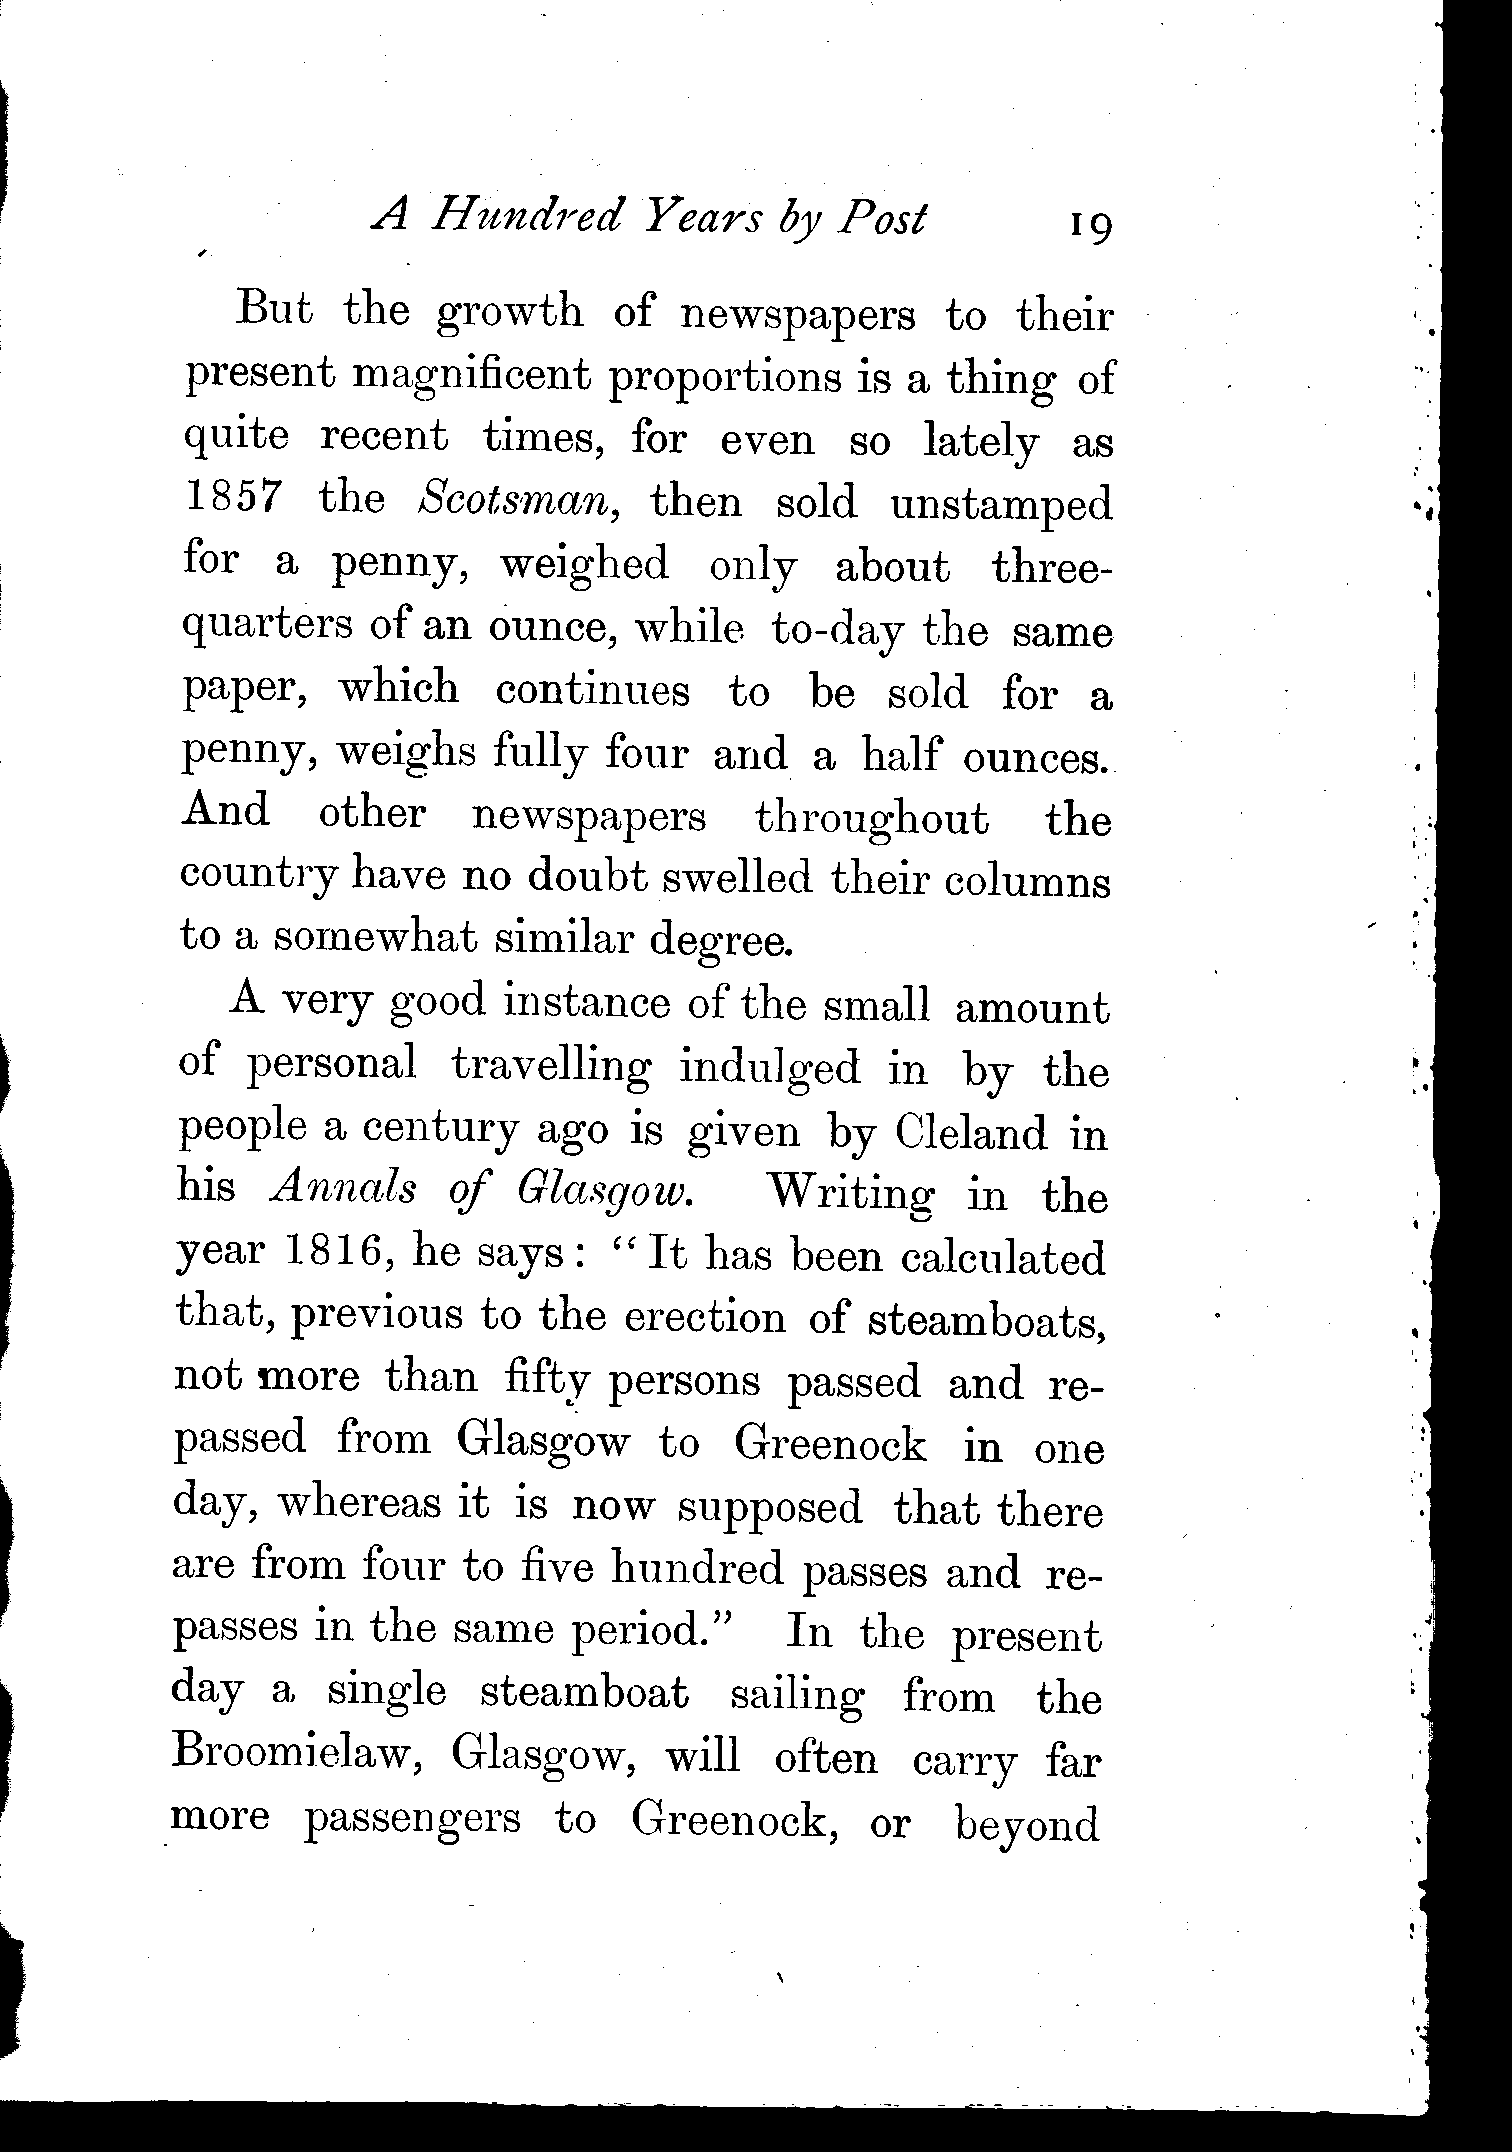 A Hundred Years by Post 19
But the growth of newspapers to their
present magnificent proportions is a thing of
quite recent times, for even so lately as
1857 the Scotsman, then sold unstamped
for a penny, weighed only about three-
quarters of an ounce, while to-day the same
paper, which continues to be sold for a
penny, weighs fully four and a half ounces.
And other newspapers throughout the
country have no doubt swelled their columns
to a somewhat similar degree.
A very good instance of the small amount
of personal travelling indulged in by the
people a century ago is given by Cleland in
his Annals of Glasgow. Writing in the
year 1816, he says: “It has been calculated
that, previous to the erection of steamboats,
not more than fifty persons passed and re-
passed from Glasgow to Greenock in one
day, whereas it is now supposed that there
are from four to five hundred passes and re-
passes in the same period.” In the present
day a single steamboat sailing from the
Broomielaw, Glasgow, will often carry far
more passengers to Greenock, or beyond